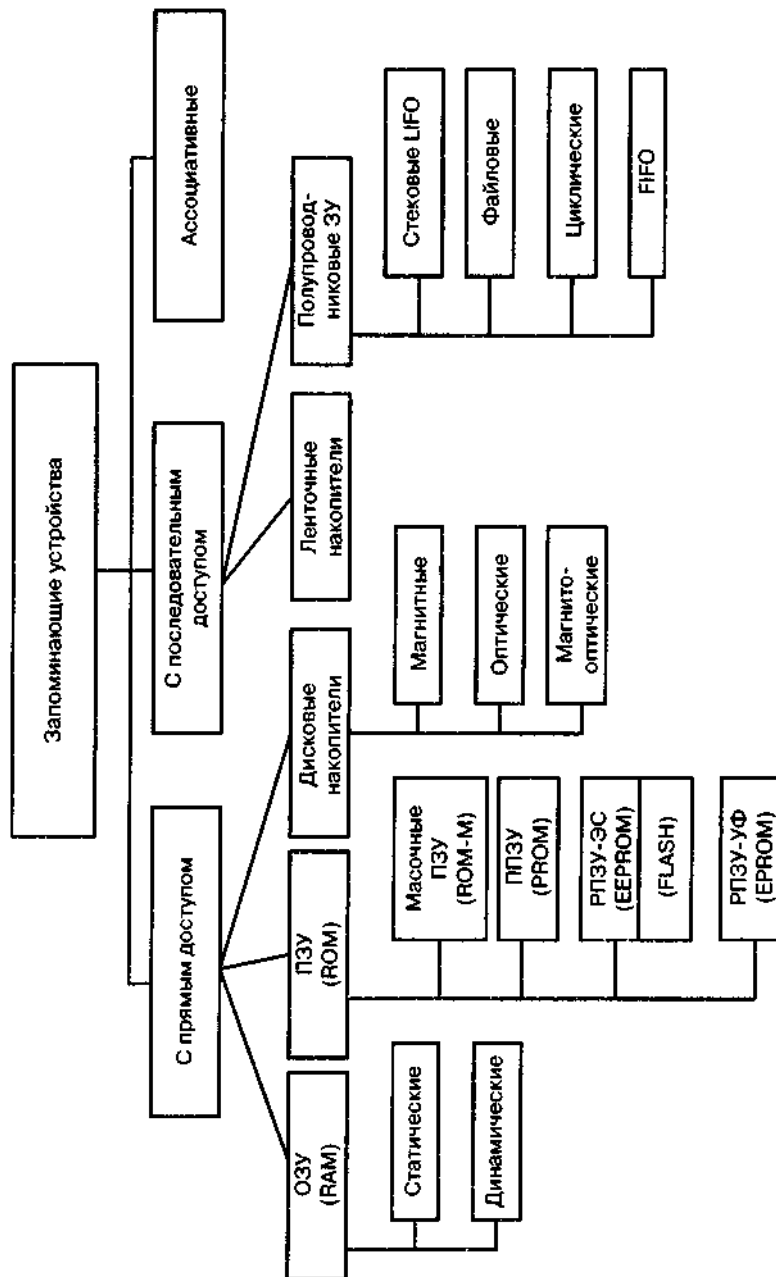 Запоминающие устройства
С прямым доступом
С последовательным
доступом
Ассоциативные
ОЗУ
(RAM)
ПЗУ
(ROM)
Дисковые
накопители
Ленточные
накопители
Полупровод-
никовые ЗУ
Статические
Динамические
Масочные
ПЗУ
(ROM-M)
ППЗУ
(PROM)
РПЗУ-ЭС
(EEPROM)
(FLASH)
РПЗУ-УФ
(EPROM)
Магнитные
Оптические
Магнито-
оптические
Стековые LIFO
Файловые
Циклические
FIFO